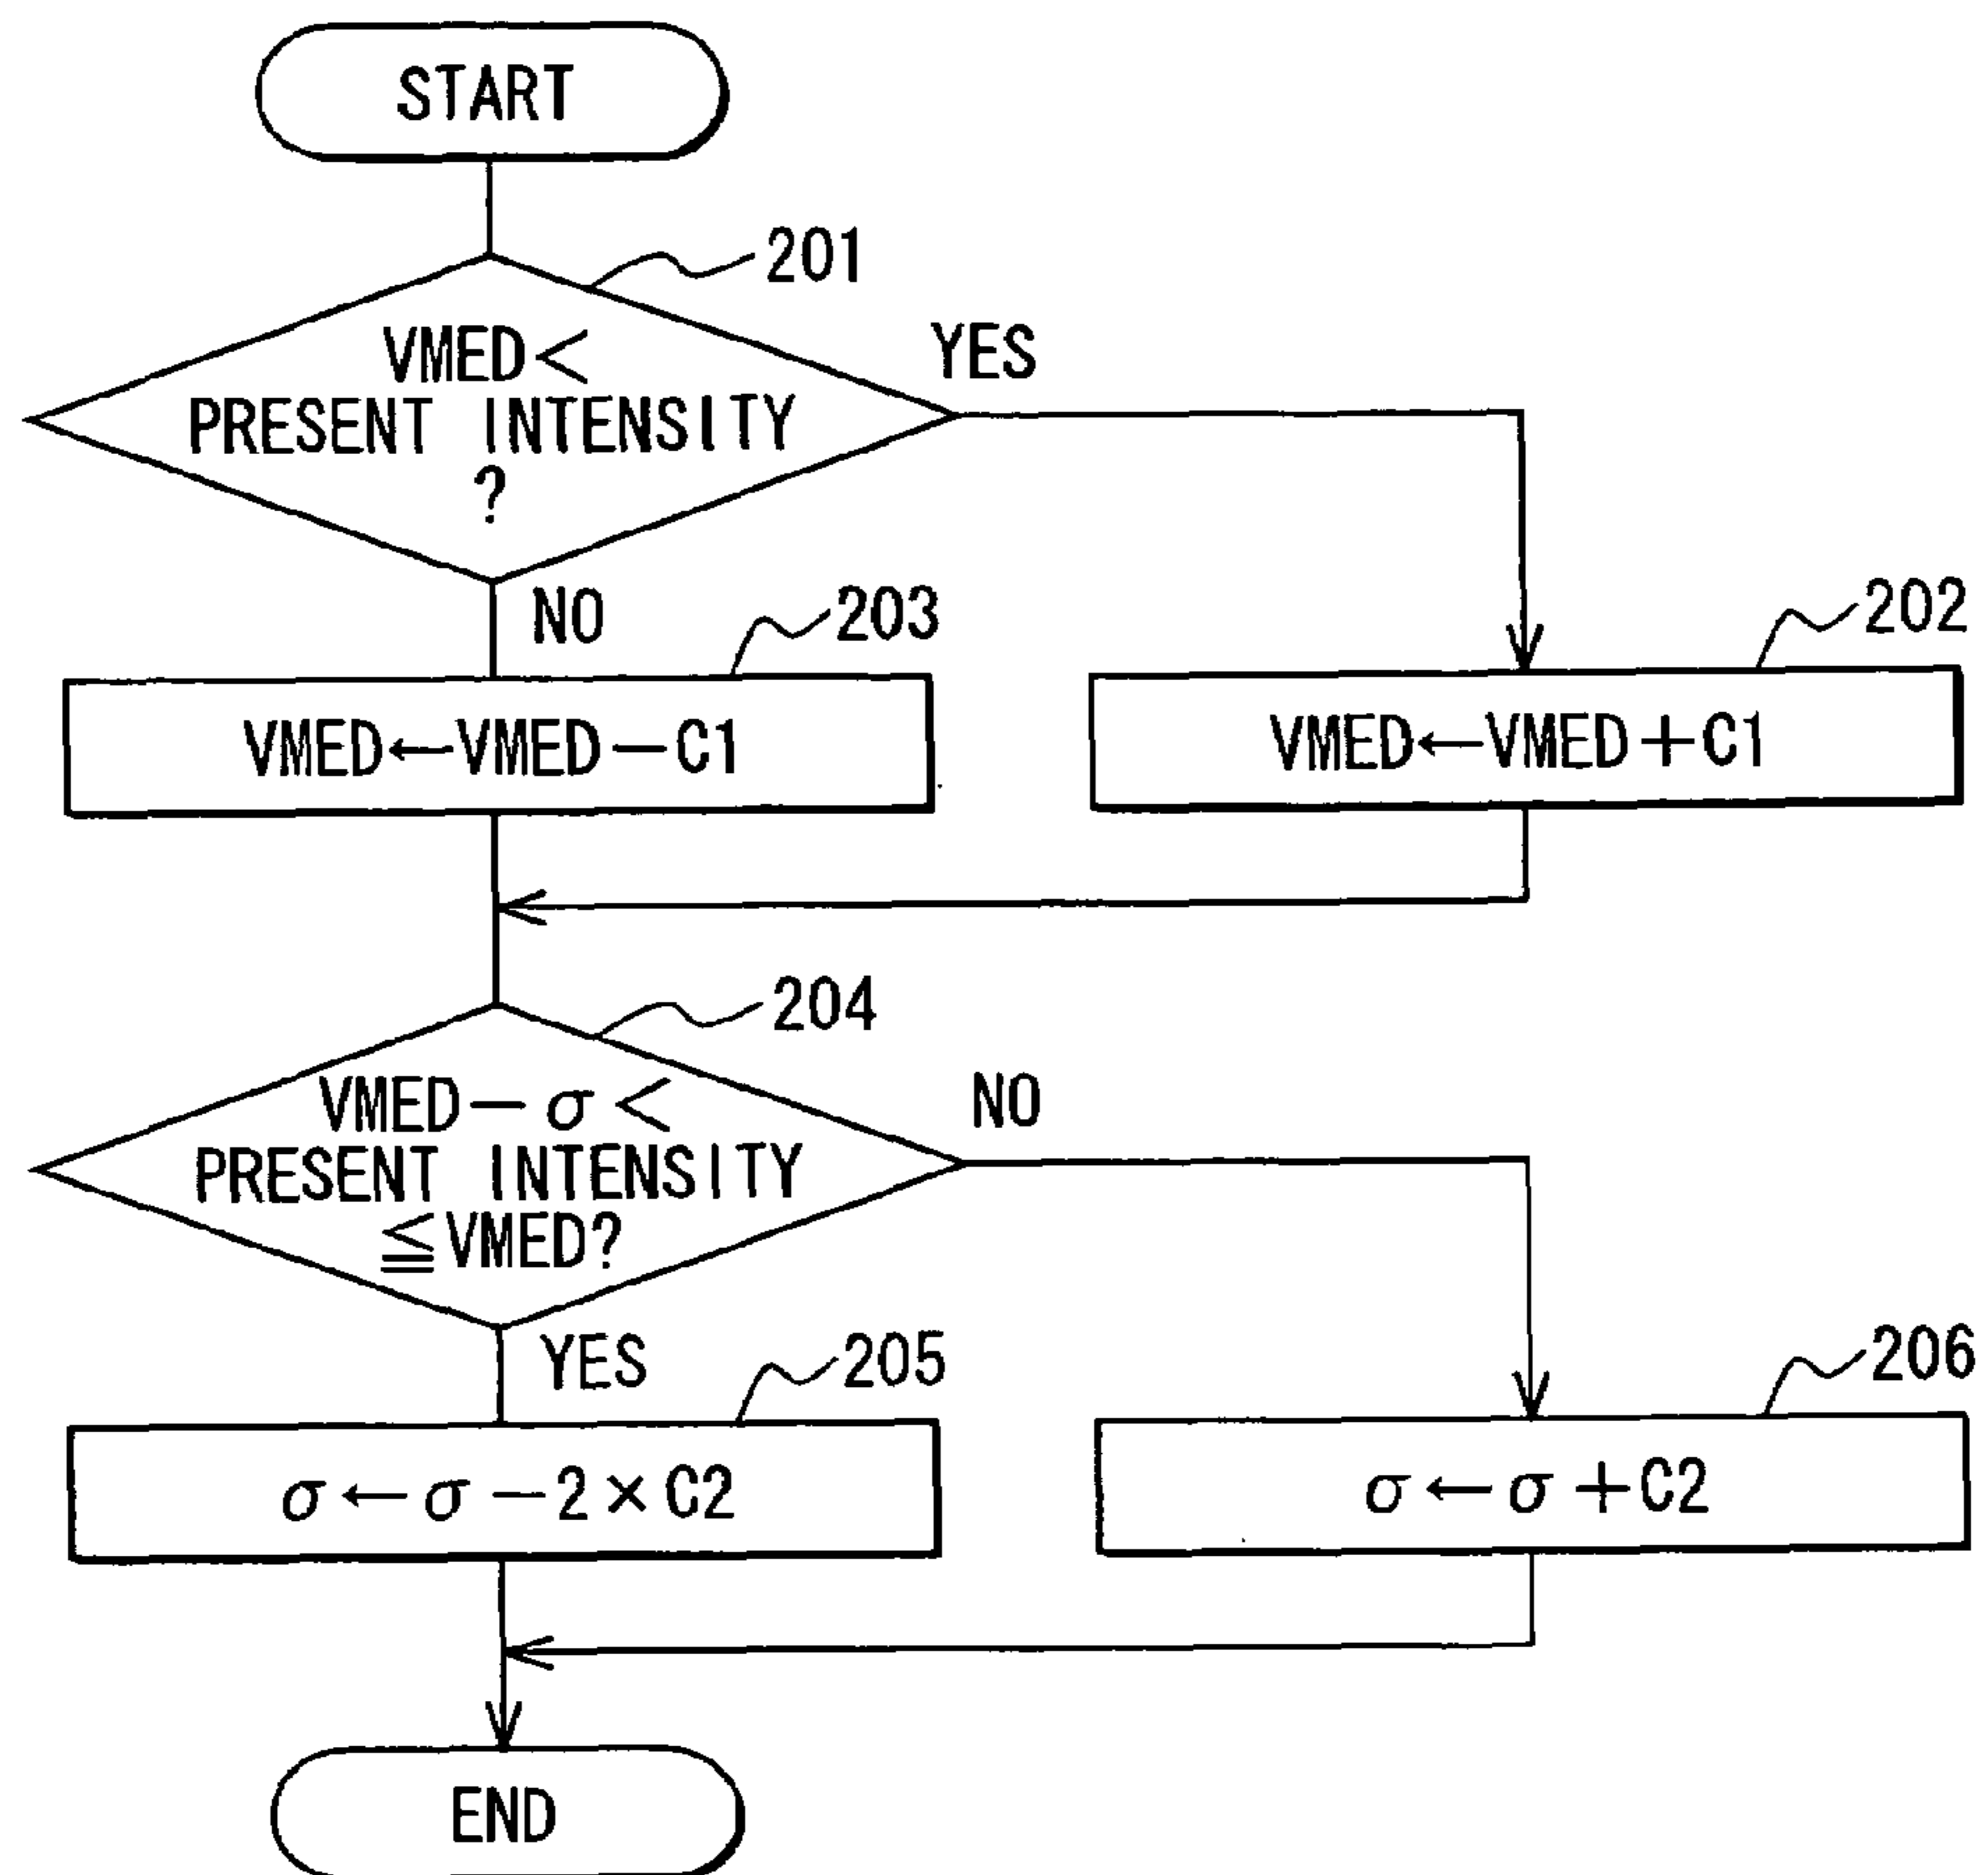 START
201
VMED<
PRESENT INTENSITY
?
YES
NO
203
202
VMED←VMED−C1
VMED←VMED+C1
204
VMED−σ<
PRESENT INTENSITY
≦VMED?
NO
YES
205
206
σ←σ−2×C2
σ←σ+C2
END